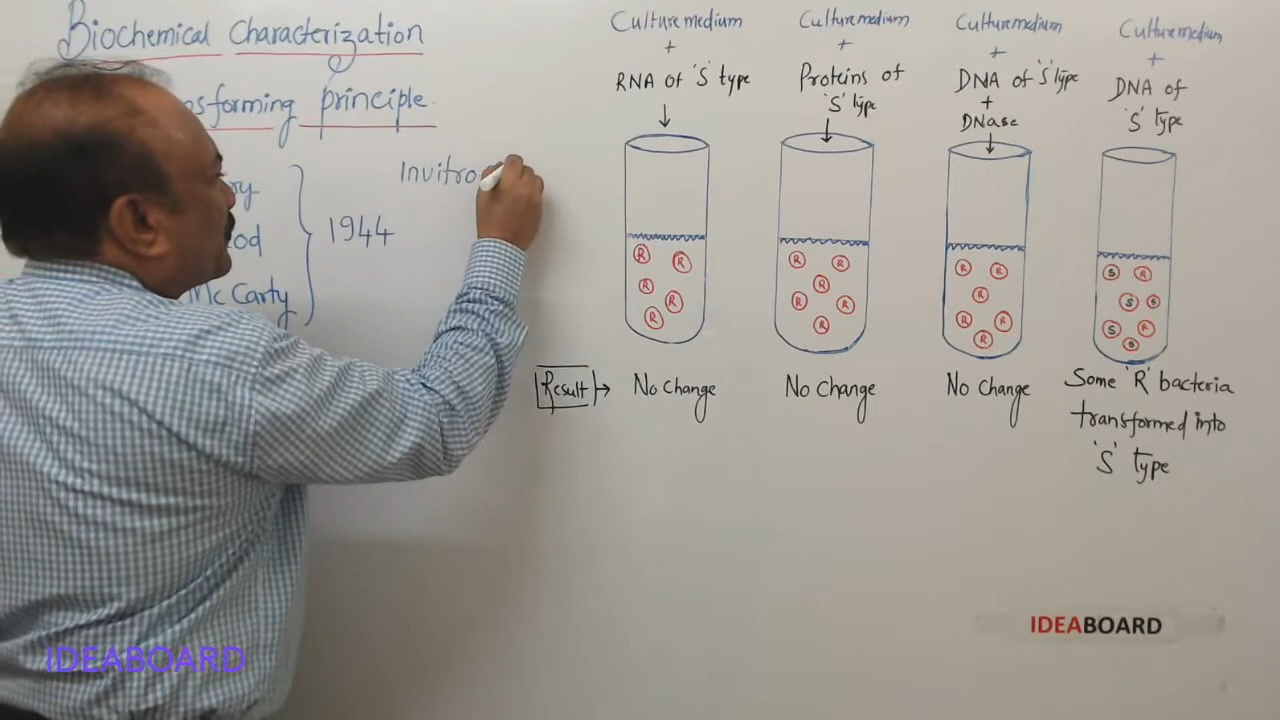 Biochemical Characterization
principle.
1944
Mc Carty
Invitro
Culture medium
+
RNA of 'S' type
R
R
R
R
R
No Change
Culture medium
+
Proteins of
'S' type
R
R
R
R
R
R
No Change
Culture medium
+
DNA of 'S' type
+
DNase
R
R
R
R
R
R
No Change
Culture medium
+
DNA of
'S' type
S
R
S
S
S
R
S
Some 'R' bacteria
transformed into
'S' type
Result
IDEABOARD
IDEABOARD